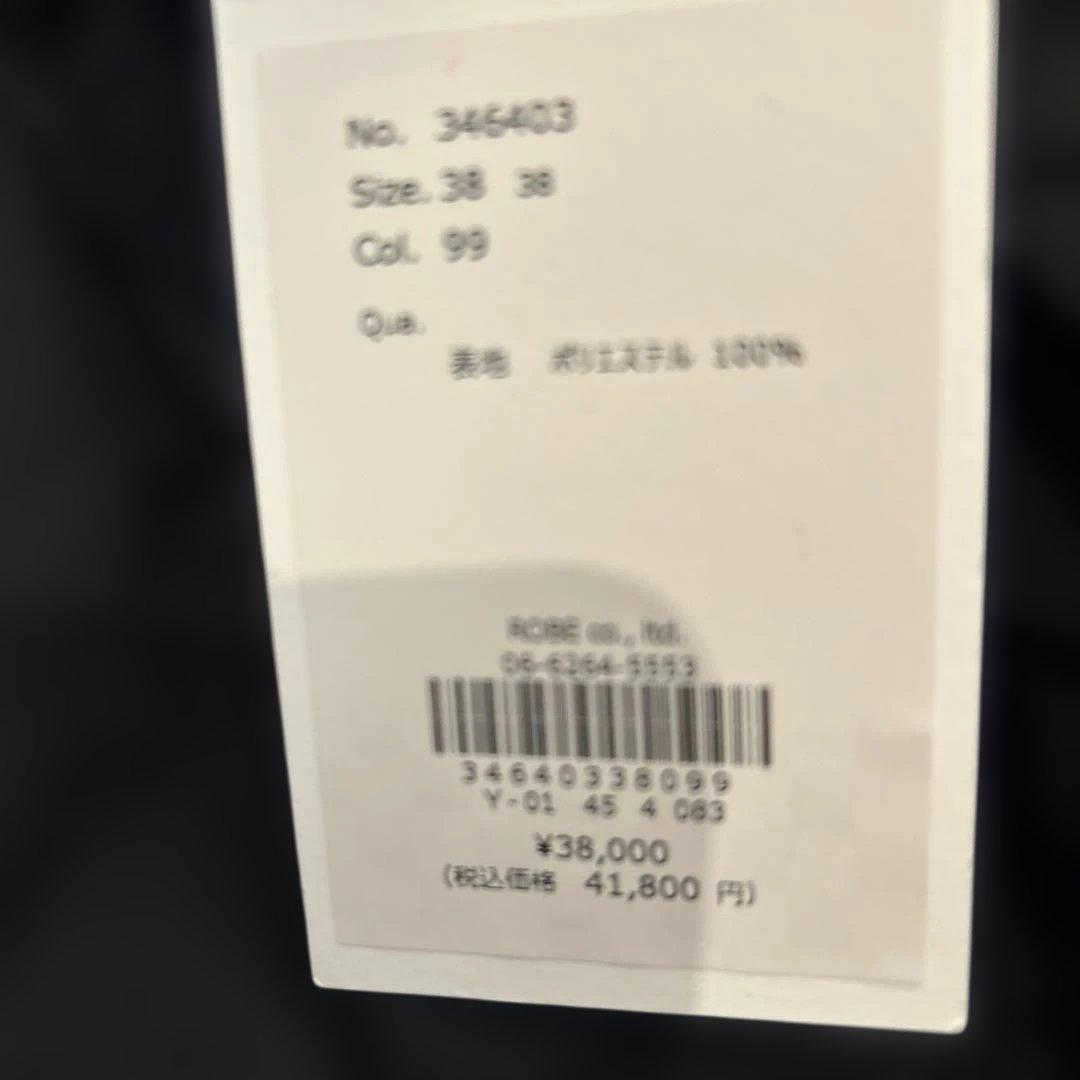 No. 346403
Size. 38 38
Col. 99
Que.
表地 ポリエステル 100%
ROBE co., ltd.
06-6264-5553
34640338099
Y-01 45 4 083
¥38,000
(税込価格 41,800 円)